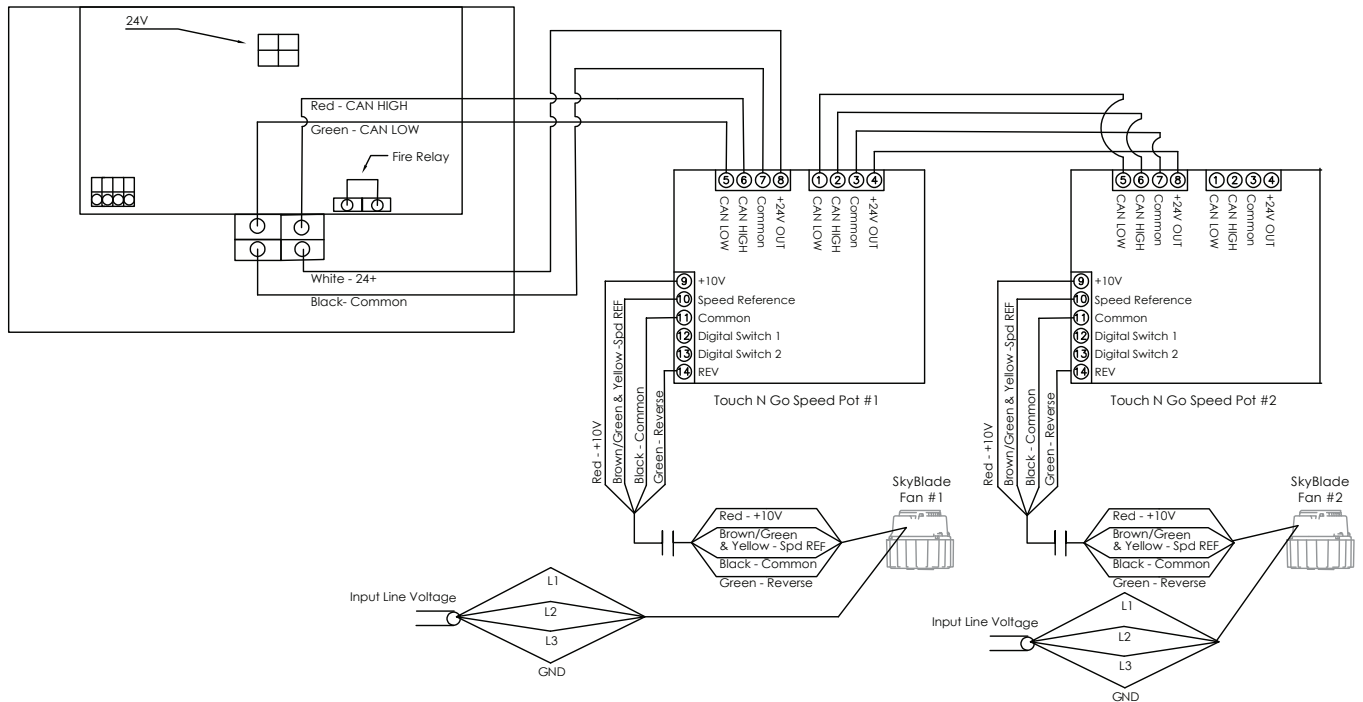 24V
Red - CAN HIGH
Green - CAN LOW
Fire Relay
White - 24+
Black- Common
5 6 7 8
CAN LOW
CAN HIGH
Common
+24V OUT
1 2 3 4
CAN LOW
CAN HIGH
Common
+24V OUT
9 +10V
10 Speed Reference
11 Common
12 Digital Switch 1
13 Digital Switch 2
14 REV
Touch N Go Speed Pot #1
5 6 7 8
CAN LOW
CAN HIGH
Common
+24V OUT
1 2 3 4
CAN LOW
CAN HIGH
Common
+24V OUT
9 +10V
10 Speed Reference
11 Common
12 Digital Switch 1
13 Digital Switch 2
14 REV
Touch N Go Speed Pot #2
Red - +10V
Brown/Green & Yellow -Spd REF
Black - Common
Green - Reverse
Red - +10V
Brown/Green & Yellow -Spd REF
Black - Common
Green - Reverse
SkyBlade
Fan #1
Red - +10V
Brown/Green
& Yellow - Spd REF
Black - Common
Green - Reverse
Input Line Voltage
L1
L2
L3
GND
SkyBlade
Fan #2
Red - +10V
Brown/Green
& Yellow - Spd REF
Black - Common
Green - Reverse
Input Line Voltage
L1
L2
L3
GND